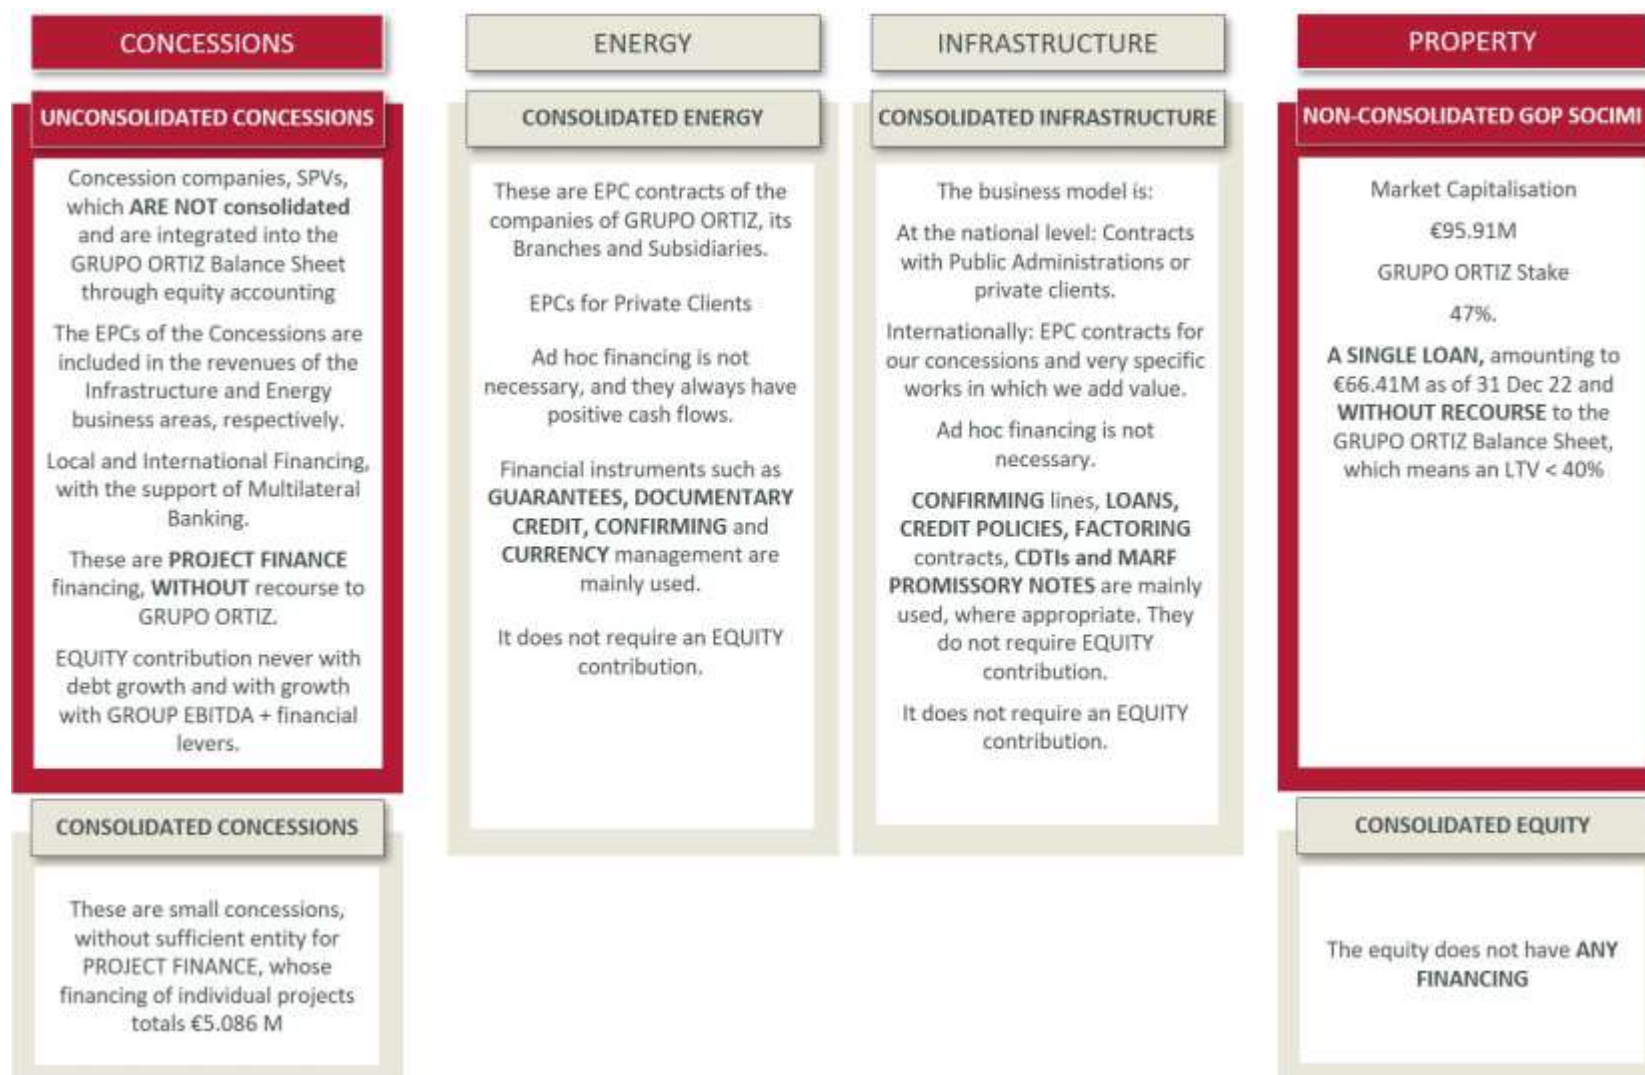 CONCESSIONS
UNCONSOLIDATED CONCESSIONS
Concession companies, SPVs,
which ARE NOT consolidated
and are integrated into the
GRUPO ORTIZ Balance Sheet
through equity accounting
The EPCs of the Concessions are
included in the revenues of the
Infrastructure and Energy
business areas, respectively.
Local and International Financing,
with the support of Multilateral
Banking.
These are PROJECT FINANCE
financing, WITHOUT recourse to
GRUPO ORTIZ.
EQUITY contribution never with
debt growth and with growth
with GROUP EBITDA + financial
levers.
CONSOLIDATED CONCESSIONS
These are small concessions,
without sufficient entity for
PROJECT FINANCE, whose
financing of individual projects
totals €5.086 M
ENERGY
CONSOLIDATED ENERGY
These are EPC contracts of the
companies of GRUPO ORTIZ, its
Branches and Subsidiaries.
EPCs for Private Clients
Ad hoc financing is not
necessary, and they always have
positive cash flows.
Financial instruments such as
GUARANTEES, DOCUMENTARY
CREDIT, CONFIRMING and
CURRENCY management are
mainly used.
It does not require an EQUITY
contribution.
INFRASTRUCTURE
CONSOLIDATED INFRASTRUCTURE
The business model is:
At the national level: Contracts
with Public Administrations or
private clients.
Internationally: EPC contracts for
our concessions and very specific
works in which we add value.
Ad hoc financing is not
necessary.
CONFIRMING lines, LOANS,
CREDIT POLICIES, FACTORING
contracts, CDTIs and MARF
PROMISSORY NOTES are mainly
used, where appropriate. They
do not require EQUITY
contribution.
It does not require an EQUITY
contribution.
PROPERTY
NON-CONSOLIDATED GOP SOCIMI
Market Capitalisation
€95.91M
GRUPO ORTIZ Stake
47%.
A SINGLE LOAN, amounting to
€66.41M as of 31 Dec 22 and
WITHOUT RECOURSE to the
GRUPO ORTIZ Balance Sheet,
which means an LTV < 40%
CONSOLIDATED EQUITY
The equity does not have ANY
FINANCING